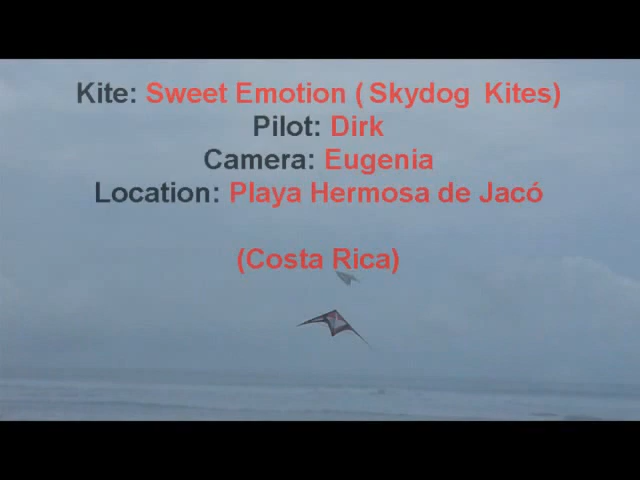 Kite: Sweet Emotion ( Skydog Kites)
Pilot: Dirk
Camera: Eugenia
Location: Playa Hermosa de Jacó
(Costa Rica)